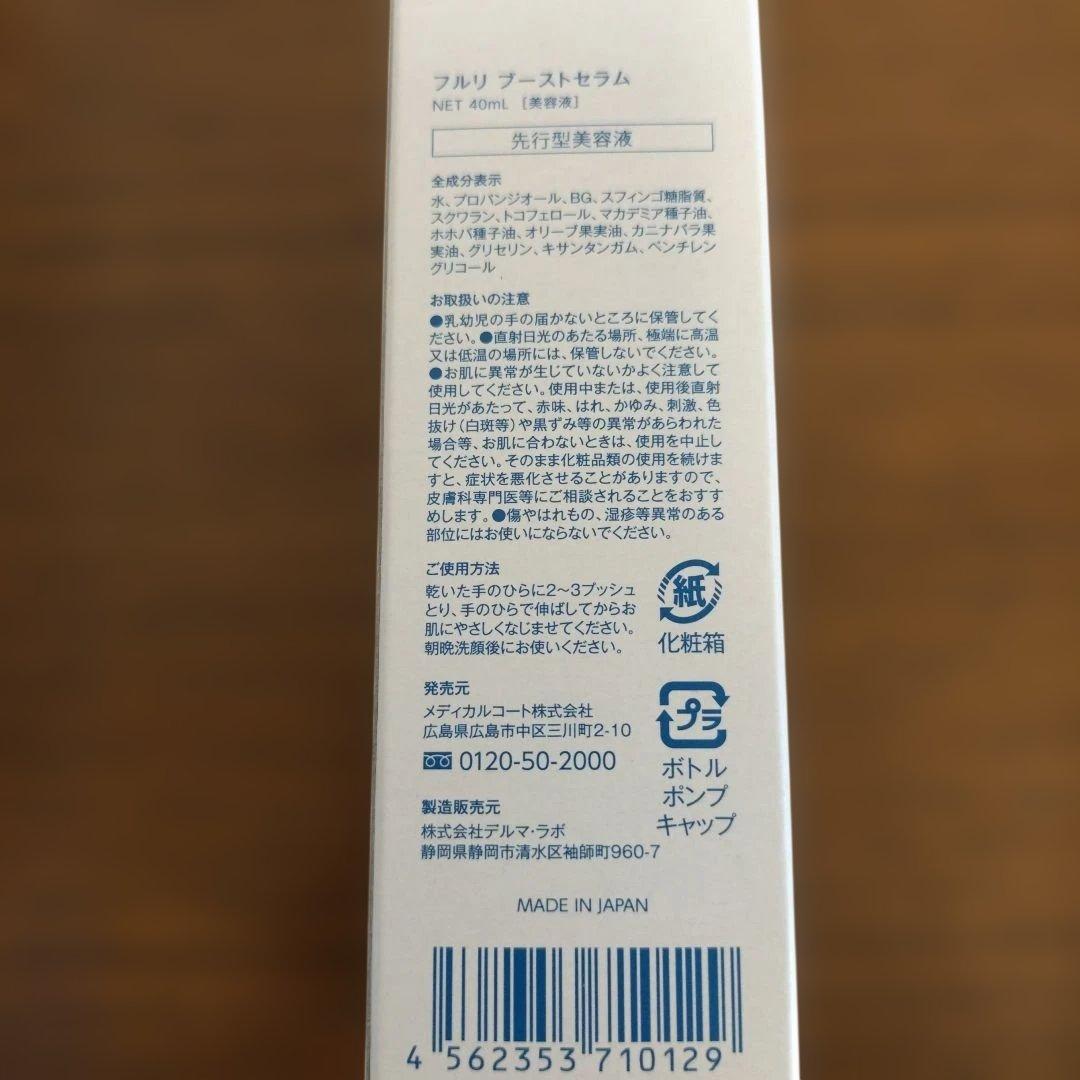 フルリ ブーストセラム
NET 40mL [美容液]
先行型美容液
全成分表示
水、プロパンジオール、BG、スフィンゴ糖脂質、
スクワラン、トコフェロール、マカデミア種子油、
ホホバ種子油、オリーブ果実油、カニナバラ果
実油、グリセリン、キサンタンガム、ペンチレン
グリコール
お取扱いの注意
●乳幼児の手の届かないところに保管してく
ださい。●直射日光のあたる場所、極端に高温
又は低温の場所には、保管しないでください。
●お肌に異常が生じていないかよく注意して
使用してください。使用中または、使用後直射
日光があたって、赤味、はれ、かゆみ、刺激、色
抜け(白斑等)や黒ずみ等の異常があらわれた
場合等、お肌に合わないときは、使用を中止し
てください。そのまま化粧品類の使用を続けま
すと、症状を悪化させることがありますので、
皮膚科専門医等にご相談されることをおすす
めします。●傷やはれもの、湿疹等異常のある
部位にはお使いにならないでください。
ご使用方法
乾いた手のひらに2〜3プッシュ
とり、手のひらで伸ばしてからお
肌にやさしくなじませてください。
朝晩洗顔後にお使いください。
紙
化粧箱
発売元
メディカルコート株式会社
広島県広島市中区三川町2-10
0120-50-2000
プラ
ボトル
ポンプ
キャップ
製造販売元
株式会社デルマ・ラボ
静岡県静岡市清水区袖師町960-7
MADE IN JAPAN
4 562353 710129